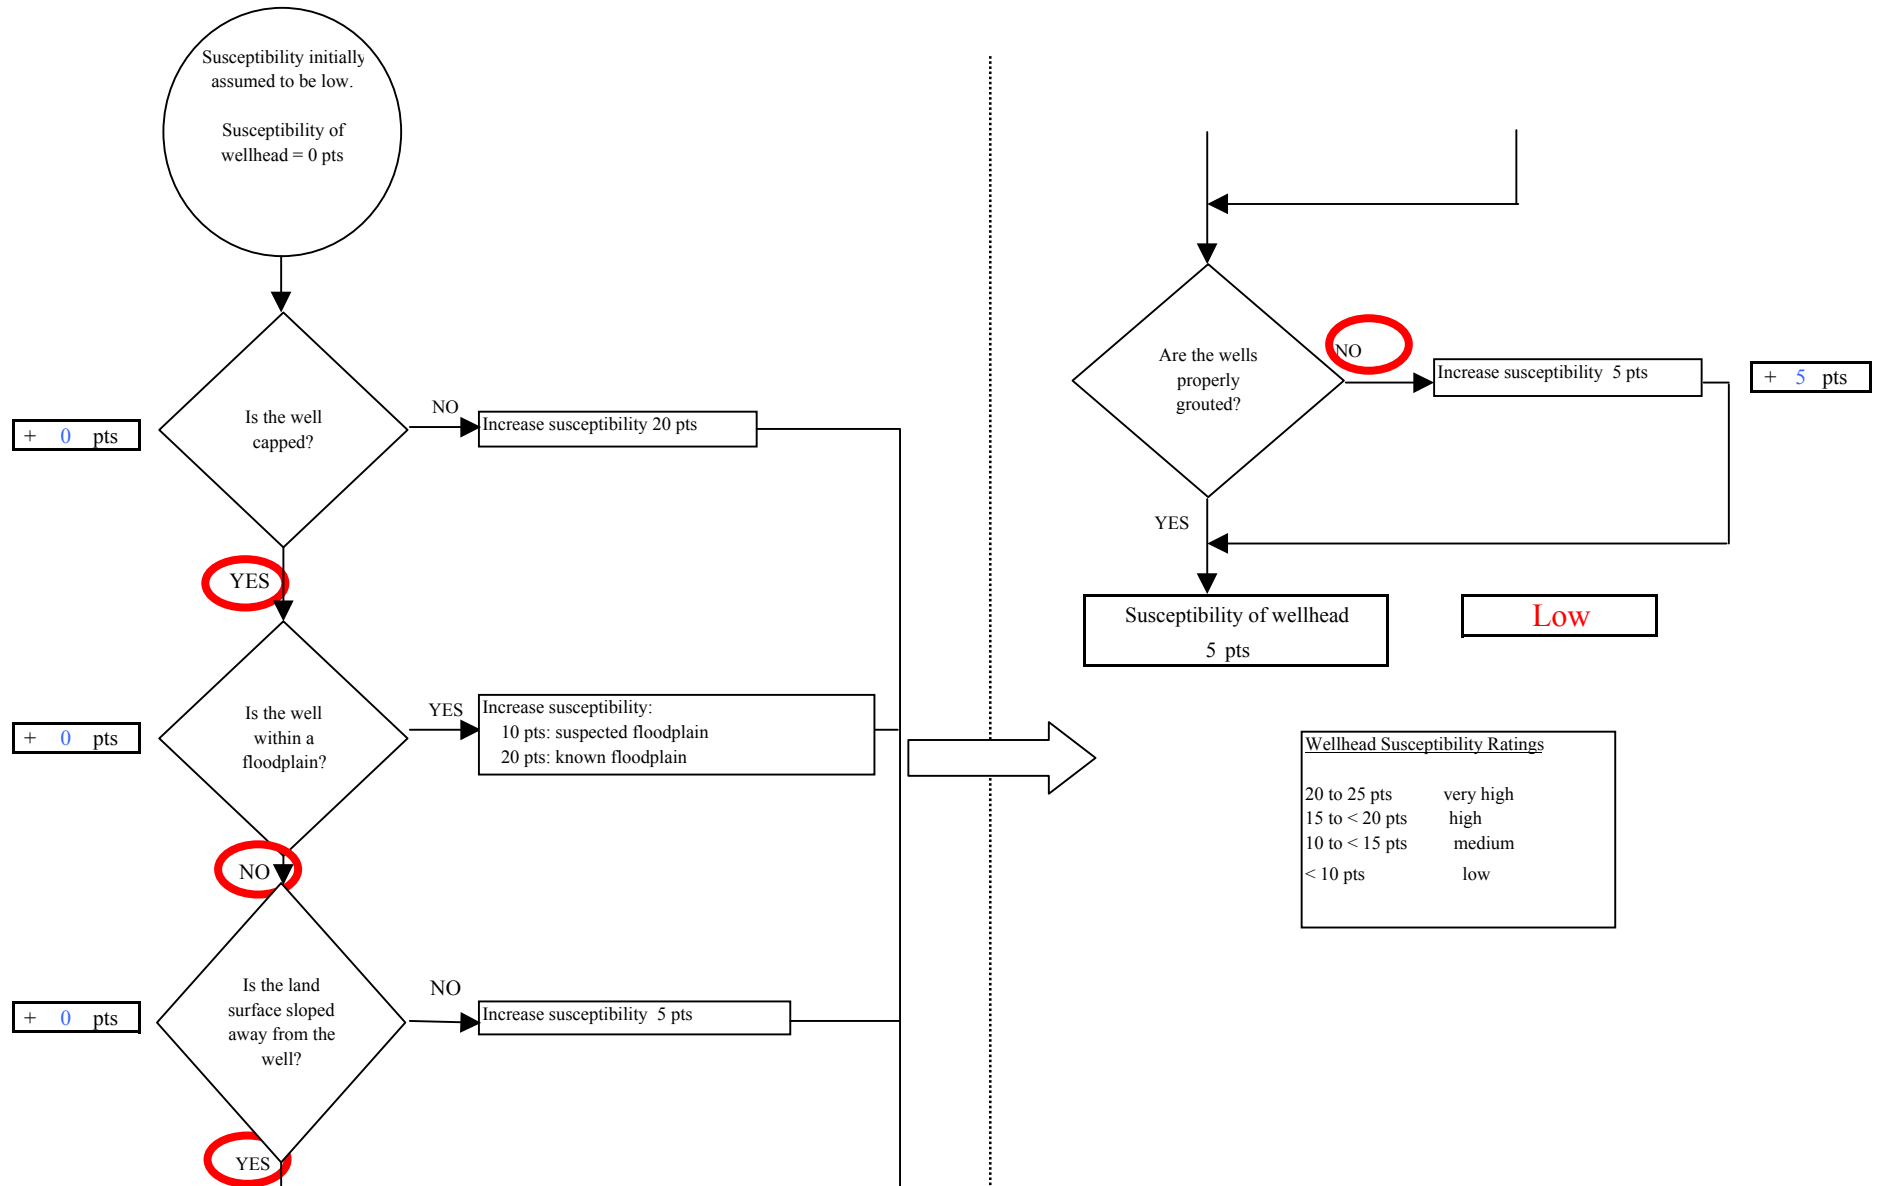 Susceptibility initially
assumed to be low.
Susceptibility of
wellhead = 0 pts
Is the well
capped?
+ 0 pts
NO
Increase susceptibility 20 pts
YES
Is the well
within a
floodplain?
+ 0 pts
YES
Increase susceptibility:
10 pts: suspected floodplain
20 pts: known floodplain
NO
Is the land
surface sloped
away from the
well?
+ 0 pts
NO
Increase susceptibility 5 pts
YES
Are the wells
properly
grouted?
NO
Increase susceptibility 5 pts
+ 5 pts
YES
Susceptibility of wellhead
5 pts
Low
Wellhead Susceptibility Ratings
20 to 25 pts very high
15 to < 20 pts high
10 to < 15 pts medium
< 10 pts low